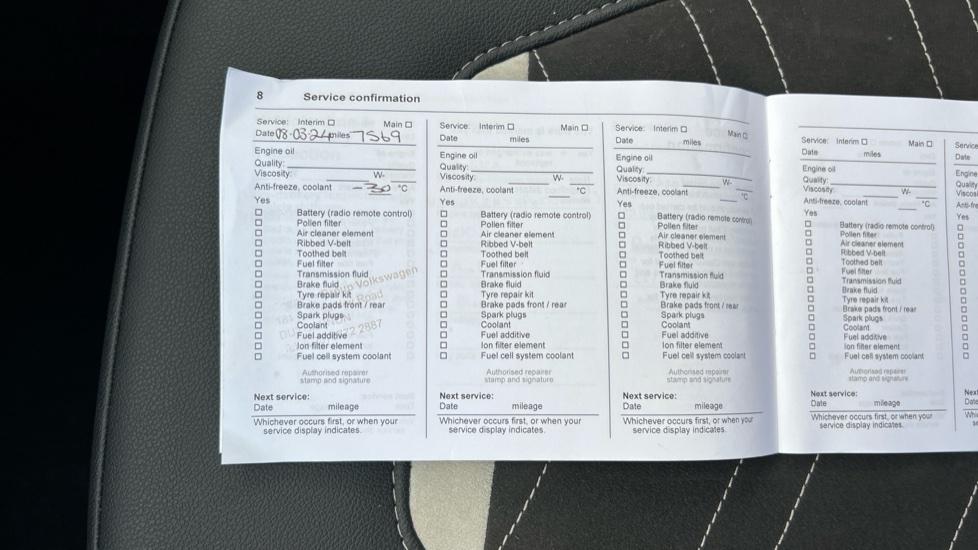 8 Service confirmation
Service: Interim □ Main □
Date 08-03-24 miles 7569
Engine oil
Quality:
Viscosity: W-
Anti-freeze, coolant -30 °C
Yes
□ Battery (radio remote control)
□ Pollen filter
□ Air cleaner element
□ Ribbed V-belt
□ Toothed belt
□ Fuel filter
□ Transmission fluid
□ Brake fluid
□ Tyre repair kit
□ Brake pads front / rear
□ Spark plugs
□ Coolant
□ Fuel additive
□ Ion filter element
□ Fuel cell system coolant
Volkswagen
Road
2887
Authorised repairer
stamp and signature
Next service:
Date mileage
Whichever occurs first, or when your
service display indicates.
Service: Interim □ Main □
Date miles
Engine oil
Quality:
Viscosity: W-
Anti-freeze, coolant °C
Yes
□ Battery (radio remote control)
□ Pollen filter
□ Air cleaner element
□ Ribbed V-belt
□ Toothed belt
□ Fuel filter
□ Transmission fluid
□ Brake fluid
□ Tyre repair kit
□ Brake pads front / rear
□ Spark plugs
□ Coolant
□ Fuel additive
□ Ion filter element
□ Fuel cell system coolant
Authorised repairer
stamp and signature
Next service:
Date mileage
Whichever occurs first, or when your
service display indicates.
Service: Interim □ Main □
Date miles
Engine oil
Quality:
Viscosity: W-
Anti-freeze, coolant °C
Yes
□ Battery (radio remote control)
□ Pollen filter
□ Air cleaner element
□ Ribbed V-belt
□ Toothed belt
□ Fuel filter
□ Transmission fluid
□ Brake fluid
□ Tyre repair kit
□ Brake pads front / rear
□ Spark plugs
□ Coolant
□ Fuel additive
□ Ion filter element
□ Fuel cell system coolant
Authorised repairer
stamp and signature
Next service:
Date mileage
Whichever occurs first, or when your
service display indicates.
Service: Interim □ Main □
Date miles
Engine oil
Quality:
Viscosity: W-
Anti-freeze, coolant °C
Yes
□ Battery (radio remote control)
□ Pollen filter
□ Air cleaner element
□ Ribbed V-belt
□ Toothed belt
□ Fuel filter
□ Transmission fluid
□ Brake fluid
□ Tyre repair kit
□ Brake pads front / rear
□ Spark plugs
□ Coolant
□ Fuel additive
□ Ion filter element
□ Fuel cell system coolant
Authorised repairer
stamp and signature
Next service:
Date mileage
Whichever occurs first, or when your
service display indicates.
Service
Date
Engine
Yes